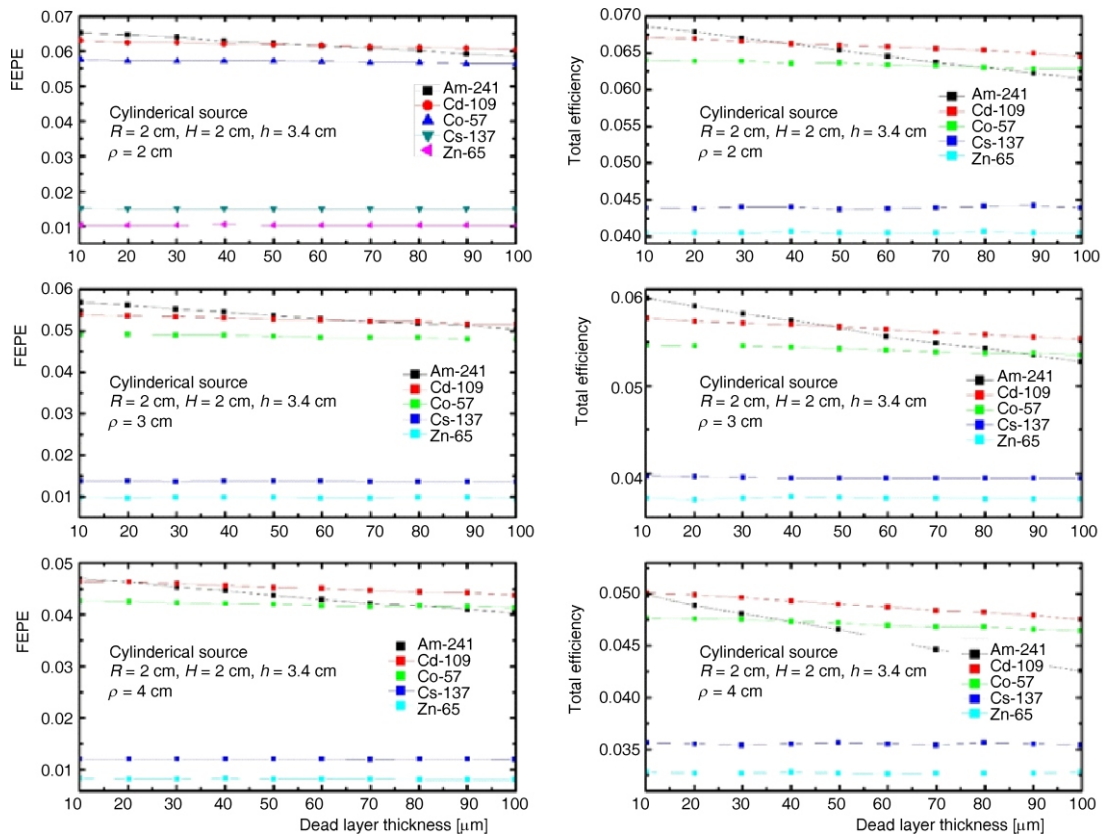 FEPE
0.07
0.06
0.05
0.04
0.03
0.02
0.01
Am-241
Cd-109
Co-57
Cs-137
Zn-65
Cylinderical source
R = 2 cm, H = 2 cm, h = 3.4 cm
ρ = 2 cm
10 20 30 40 50 60 70 80 90 100
Total efficiency
0.070
0.065
0.060
0.055
0.050
0.045
0.040
Am-241
Cd-109
Co-57
Cs-137
Zn-65
Cylinderical source
R = 2 cm, H = 2 cm, h = 3.4 cm
ρ = 2 cm
10 20 30 40 50 60 70 80 90 100
FEPE
0.06
0.05
0.04
0.03
0.02
0.01
Am-241
Cd-109
Co-57
Cs-137
Zn-65
Cylinderical source
R = 2 cm, H = 2 cm, h = 3.4 cm
ρ = 3 cm
10 20 30 40 50 60 70 80 90 100
Total efficiency
0.06
0.05
0.04
Am-241
Cd-109
Co-57
Cs-137
Zn-65
Cylinderical source
R = 2 cm, H = 2 cm, h = 3.4 cm
ρ = 3 cm
10 20 30 40 50 60 70 80 90 100
FEPE
0.05
0.04
0.03
0.02
0.01
Am-241
Cd-109
Co-57
Cs-137
Zn-65
Cylinderical source
R = 2 cm, H = 2 cm, h = 3.4 cm
ρ = 4 cm
10 20 30 40 50 60 70 80 90 100
Dead layer thickness [μm]
Total efficiency
0.050
0.045
0.040
0.035
Am-241
Cd-109
Co-57
Cs-137
Zn-65
Cylinderical source
R = 2 cm, H = 2 cm, h = 3.4 cm
ρ = 4 cm
10 20 30 40 50 60 70 80 90 100
Dead layer thickness [μm]